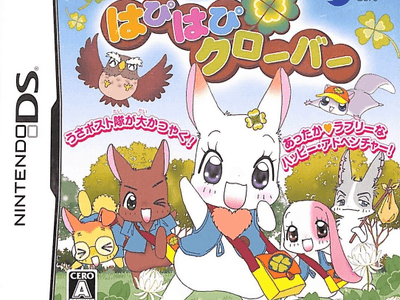 はぴはぴ
クローバー
NINTENDO DS
うさポスト隊が大かつやく!
あったか♥ラブリーな
ハッピー・アドベンチャー!
CERO
A